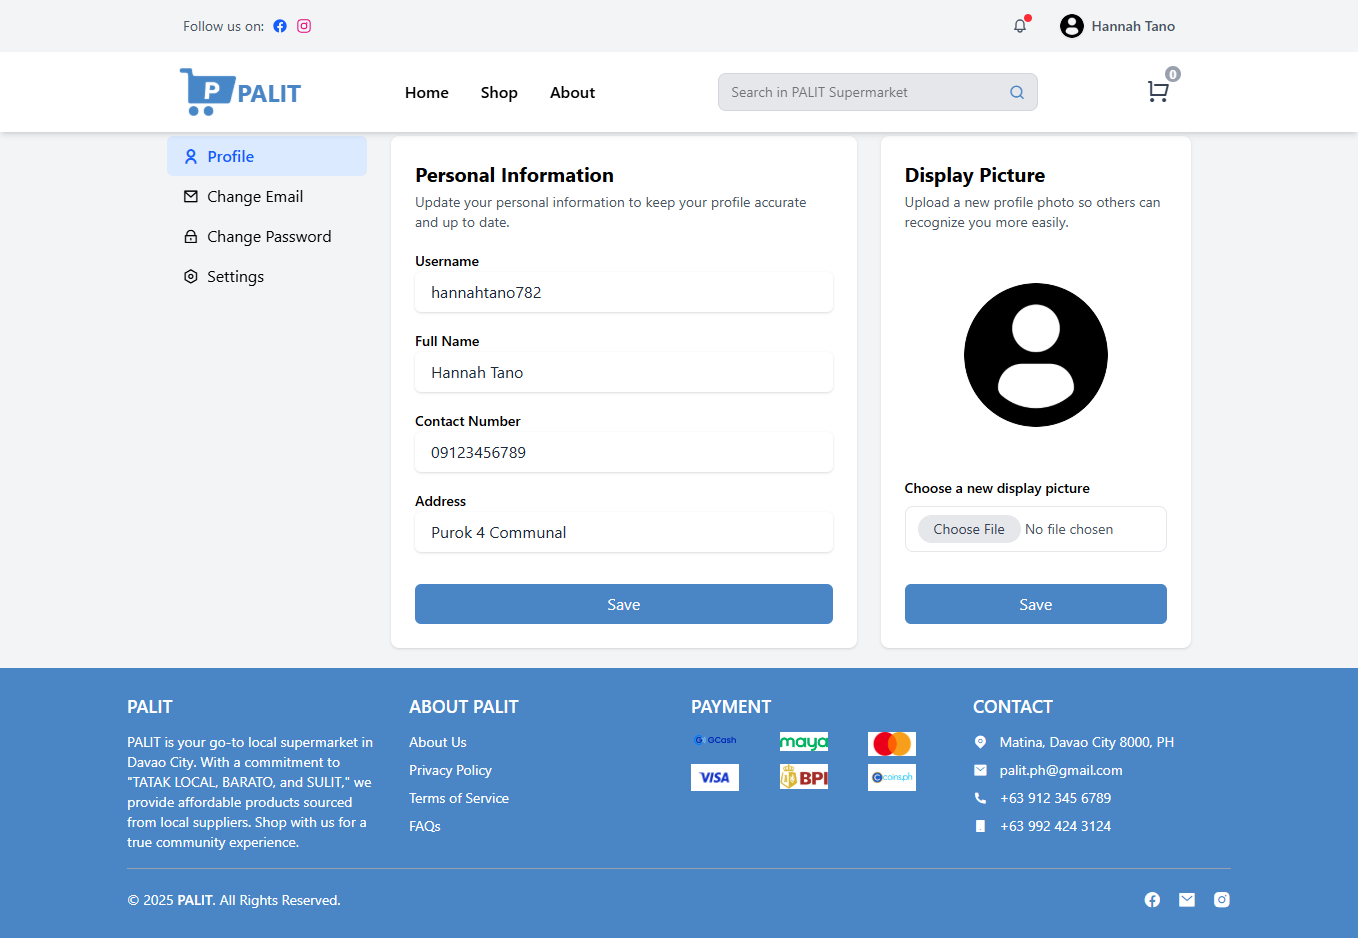 Follow us on:
Hannah Tano
P PALIT
Home
Shop
About
Search in PALIT Supermarket
0
Profile
Change Email
Change Password
Settings
Personal Information
Update your personal information to keep your profile accurate
and up to date.
Username
hannahtano782
Full Name
Hannah Tano
Contact Number
09123456789
Address
Purok 4 Communal
Save
Display Picture
Upload a new profile photo so others can
recognize you more easily.
Choose a new display picture
Choose File No file chosen
Save
PALIT
PALIT is your go-to local supermarket in
Davao City. With a commitment to
"TATAK LOCAL, BARATO, and SULIT," we
provide affordable products sourced
from local suppliers. Shop with us for a
true community experience.
ABOUT PALIT
About Us
Privacy Policy
Terms of Service
FAQs
PAYMENT
GCash
maya
VISA
BPI
coins.ph
CONTACT
Matina, Davao City 8000, PH
palit.ph@gmail.com
+63 912 345 6789
+63 992 424 3124
© 2025 PALIT. All Rights Reserved.